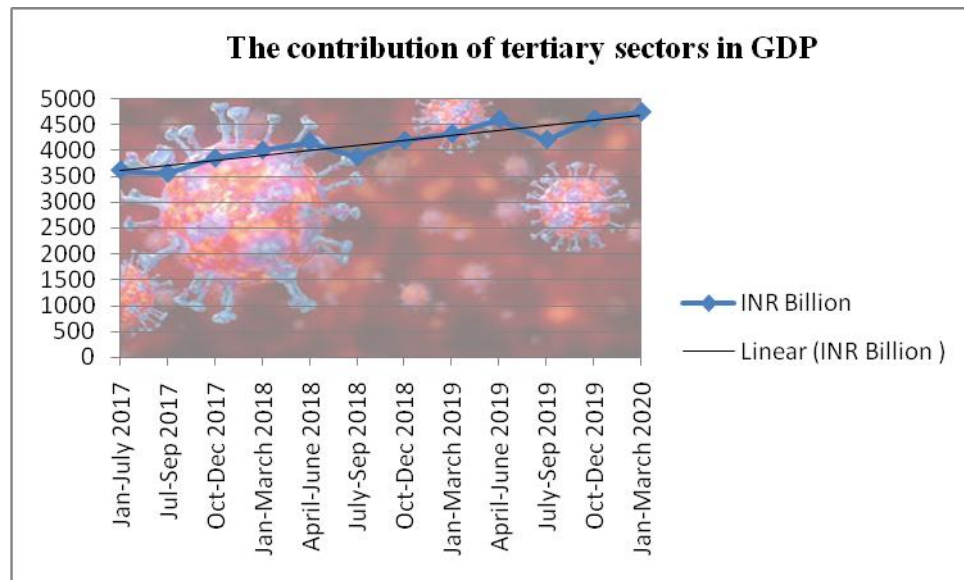 The contribution of tertiary sectors in GDP
5000
4500
4000
3500
3000
2500
2000
1500
1000
500
0
Jan-July 2017
Jul-Sep 2017
Oct-Dec 2017
Jan-March 2018
April-June 2018
July-Sep 2018
Oct-Dec 2018
Jan-March 2019
April-June 2019
July-Sep 2019
Oct-Dec 2019
Jan-March 2020
INR Billion
Linear (INR Billion )